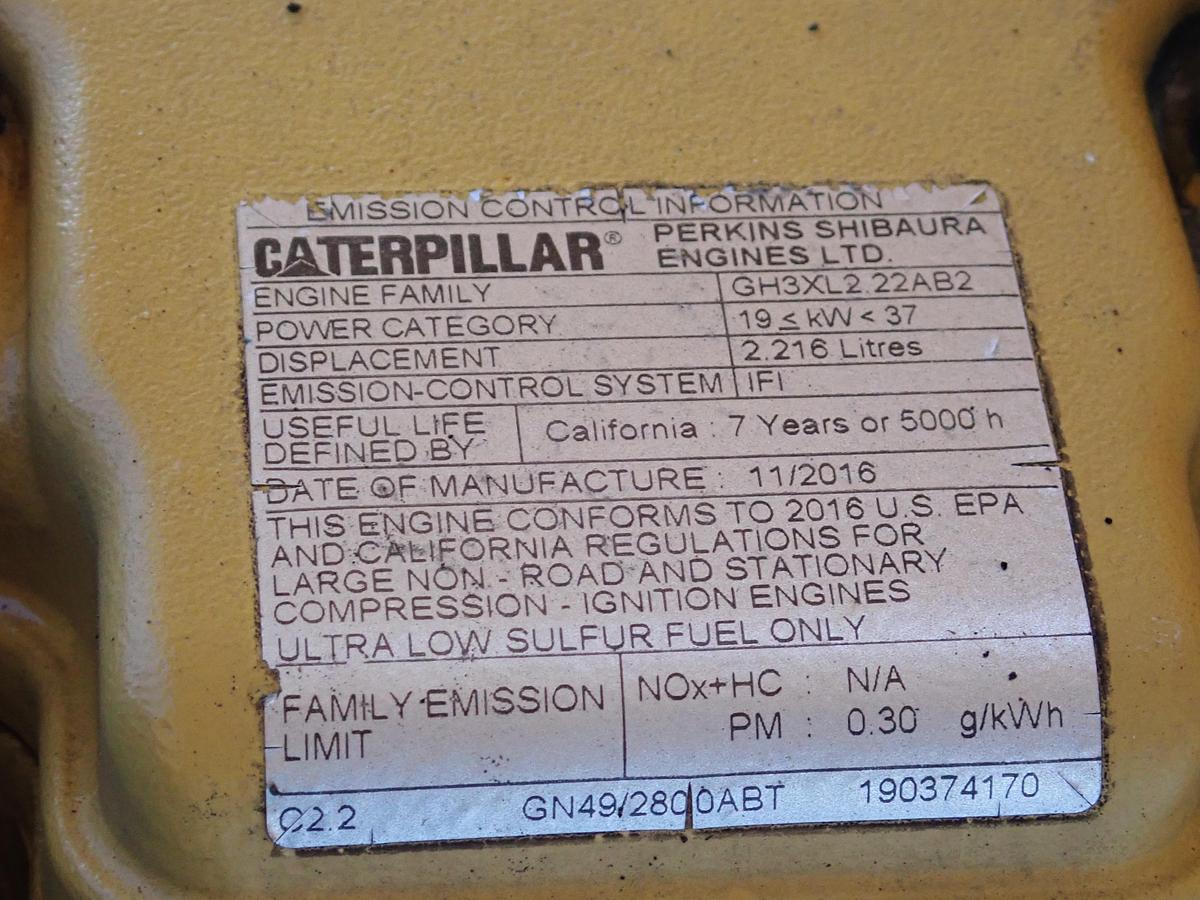 EMISSION CONTROL INFORMATION
CATERPILLAR® PERKINS SHIBAURA
ENGINES LTD.
ENGINE FAMILY GH3XL2.22AB2
POWER CATEGORY 19 ≤ kW < 37
DISPLACEMENT 2.216 Litres
EMISSION-CONTROL SYSTEM IFI
USEFUL LIFE
DEFINED BY California : 7 Years or 5000 h
DATE OF MANUFACTURE : 11/2016
THIS ENGINE CONFORMS TO 2016 U.S. EPA
AND CALIFORNIA REGULATIONS FOR
LARGE NON - ROAD AND STATIONARY
COMPRESSION - IGNITION ENGINES
ULTRA LOW SULFUR FUEL ONLY
FAMILY EMISSION
LIMIT
NOx+HC : N/A
PM : 0.30 g/kWh
C2.2 GN49/2800ABT 190374170